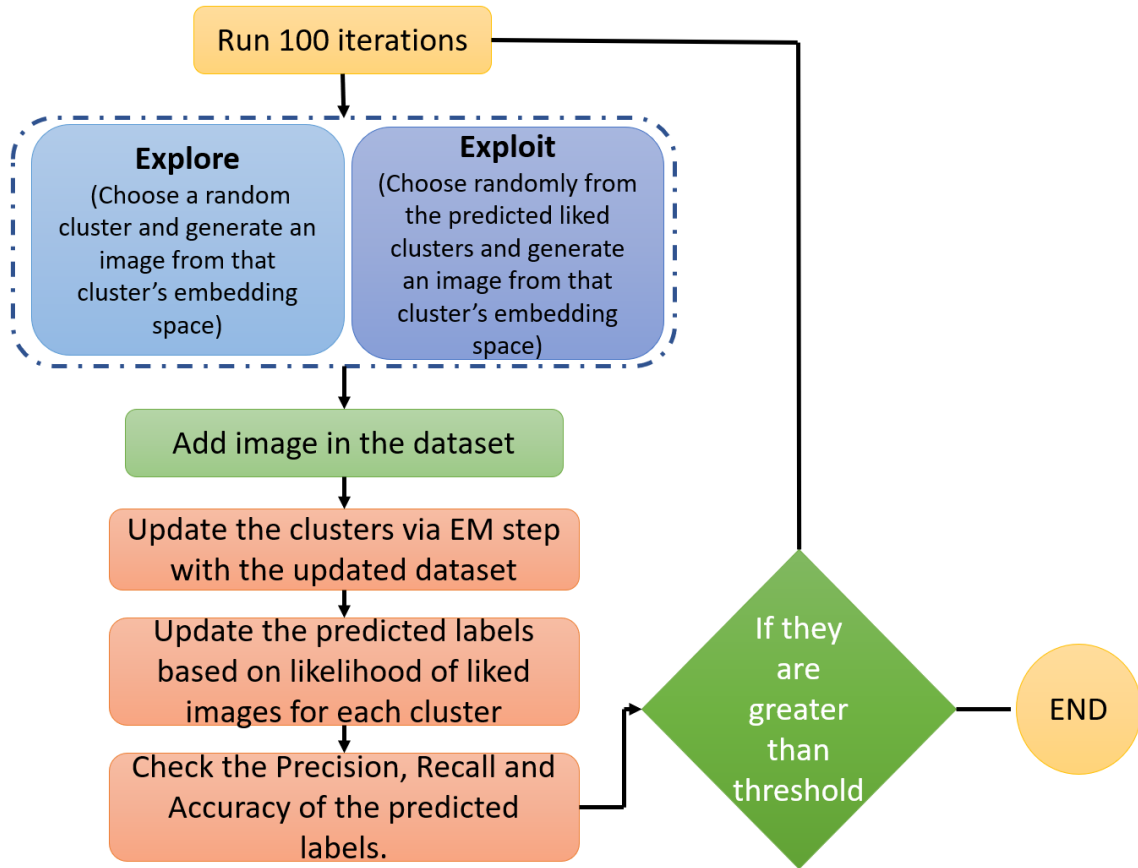 Run 100 iterations
Explore
(Choose a random
cluster and generate an
image from that
cluster’s embedding
space)
Exploit
(Choose randomly from
the predicted liked
clusters and generate
an image from that
cluster’s embedding
space)
Add image in the dataset
Update the clusters via EM step
with the updated dataset
Update the predicted labels
based on likelihood of liked
images for each cluster
Check the Precision, Recall and
Accuracy of the predicted
labels.
If they
are
greater
than
threshold
END